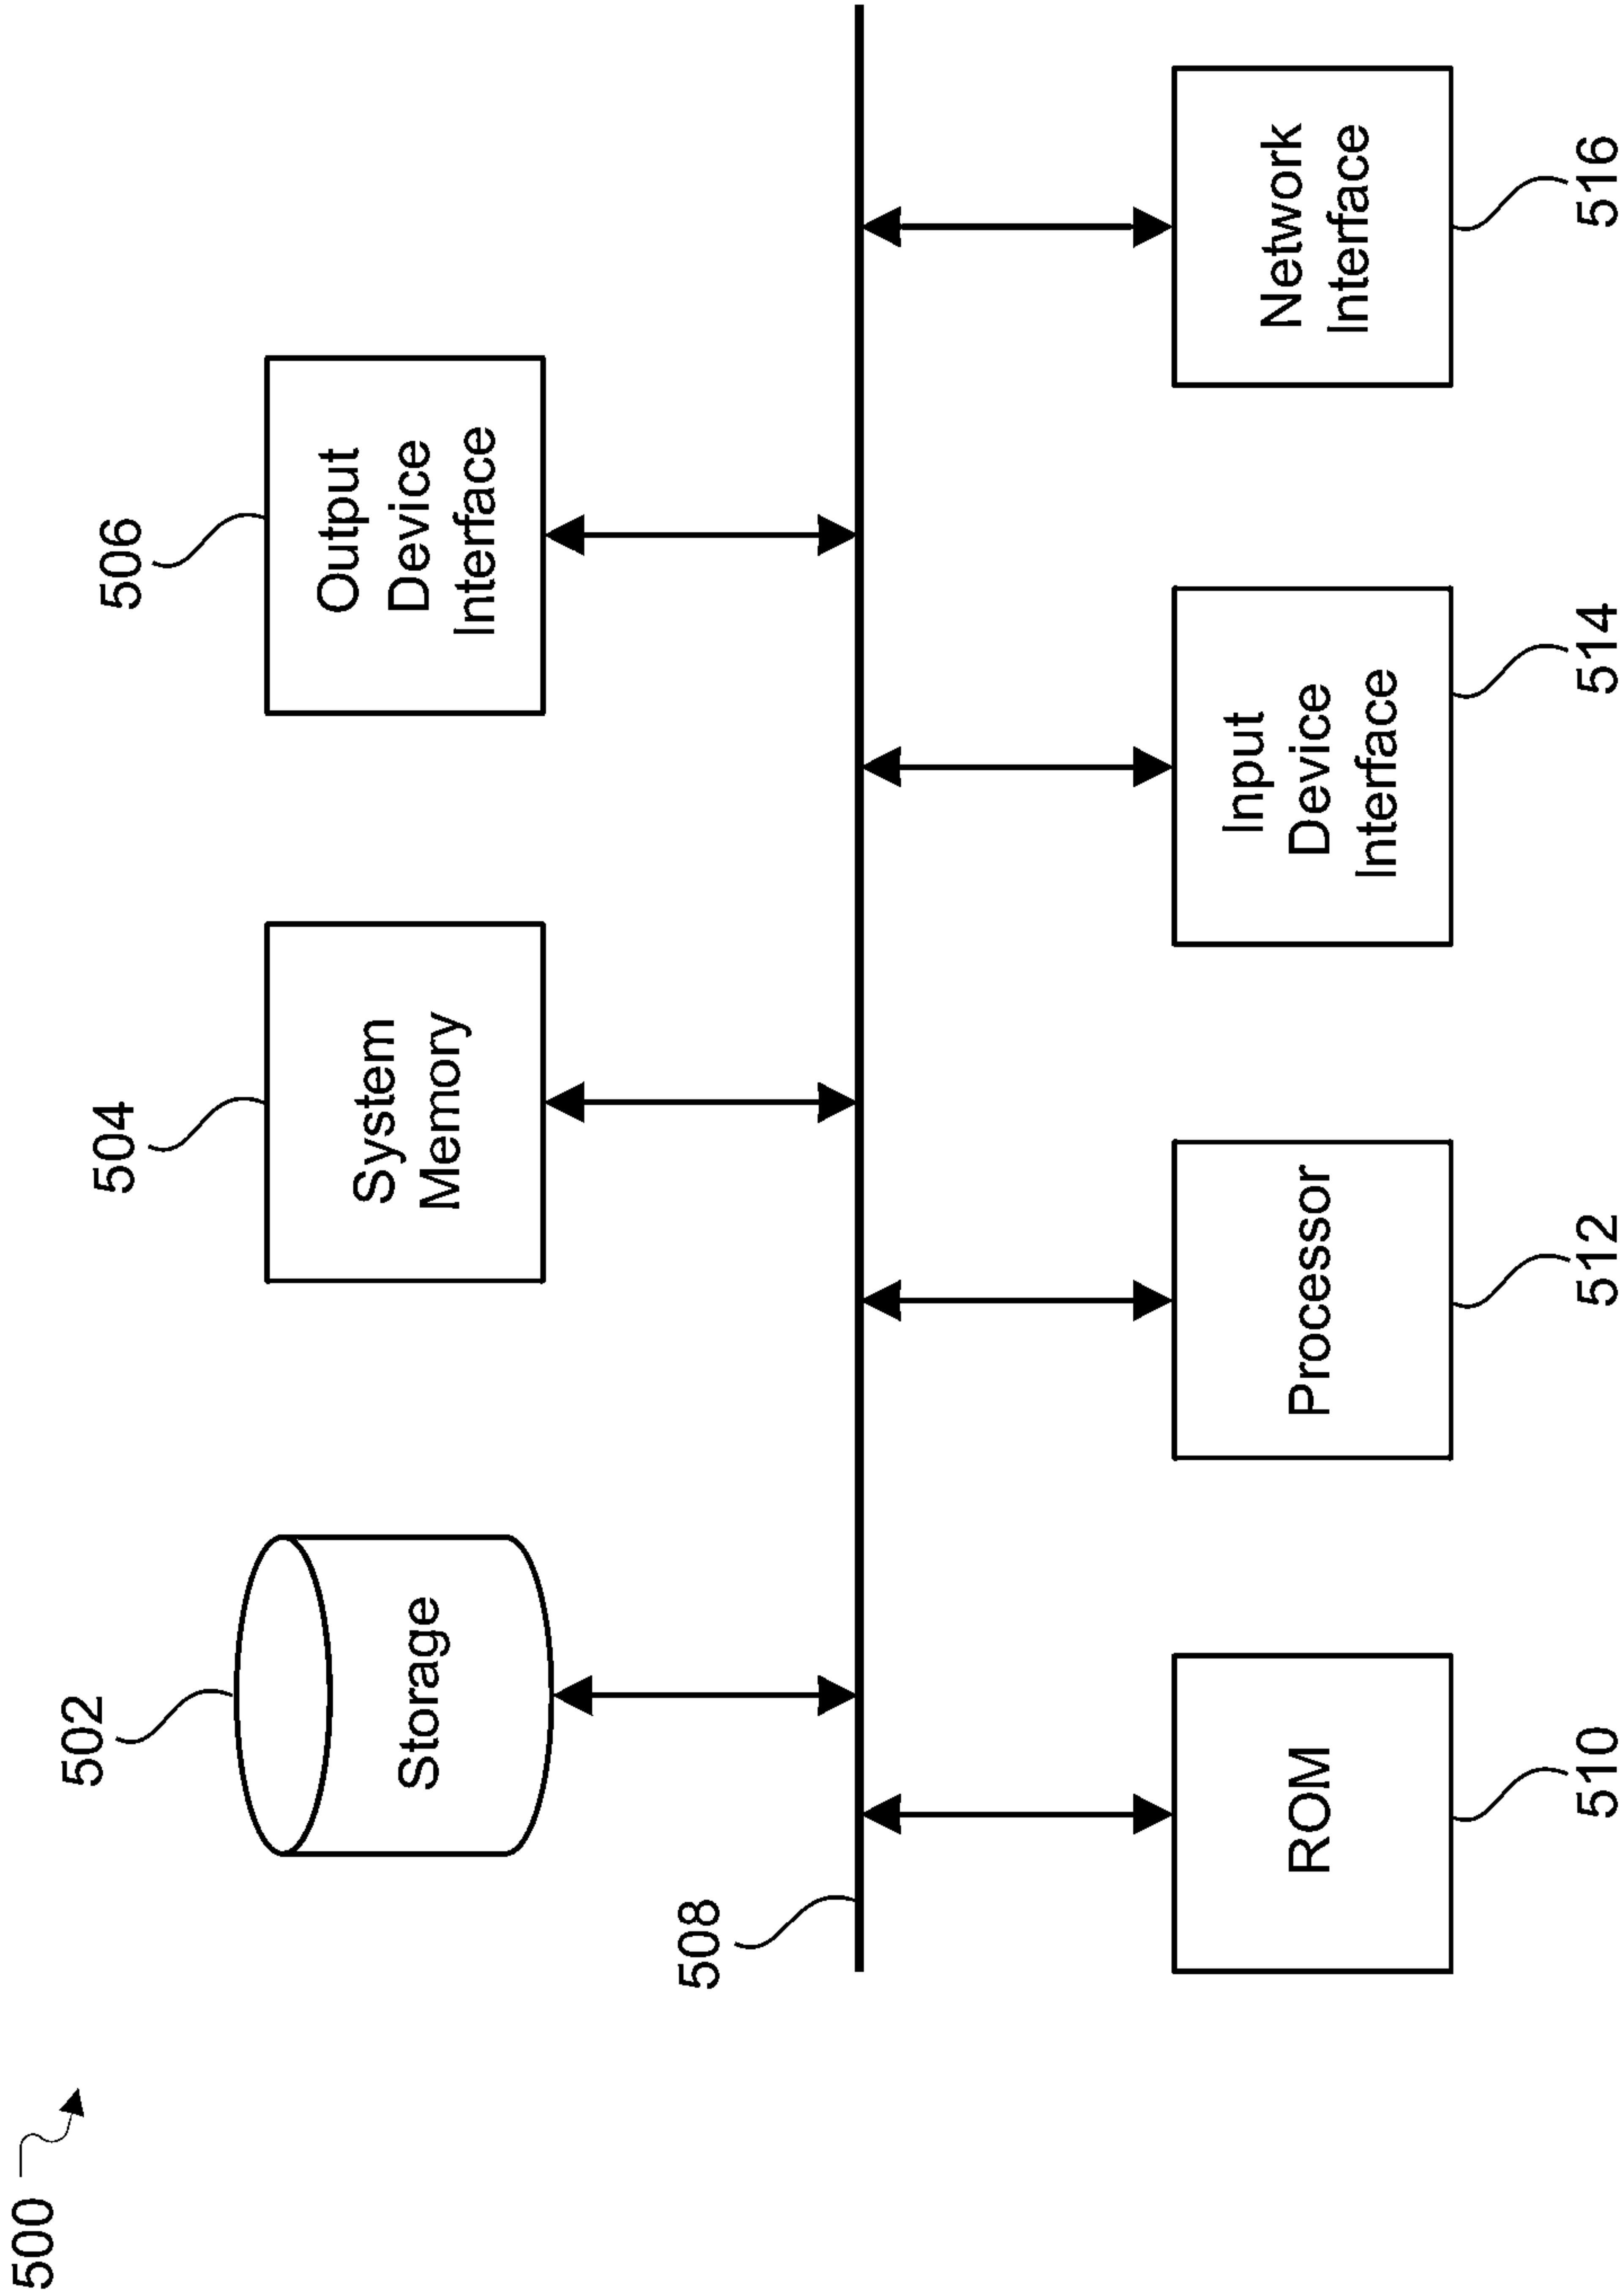 500
502
504
506
Storage
System
Memory
Output
Device
Interface
508
ROM
Processor
Input
Device
Interface
Network
Interface
510
512
514
516